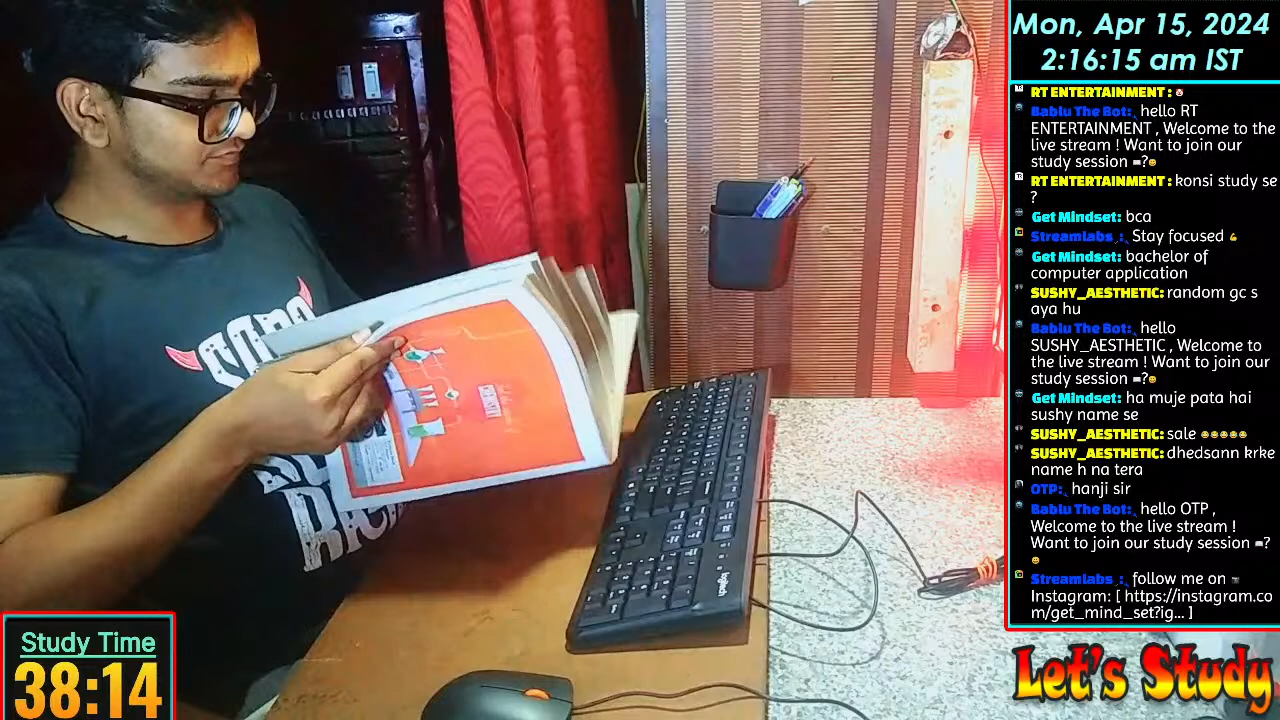 Mon, Apr 15, 2024
2:16:15 am IST
RT ENTERTAINMENT :
Bablu The Bot: hello RT
ENTERTAINMENT , Welcome to the
live stream ! Want to join our
study session ?
RT ENTERTAINMENT : konsi study se
?
Get Mindset: bca
Streamlabs : Stay focused
Get Mindset: bachelor of
computer application
SUSHY_AESTHETIC: random gc s
aya hu
Bablu The Bot: hello
SUSHY_AESTHETIC , Welcome to
the live stream ! Want to join our
study session ?
Get Mindset: ha muje pata hai
sushy name se
SUSHY_AESTHETIC: sale
SUSHY_AESTHETIC: dhedsann krke
name h na tera
OTP: hanji sir
Bablu The Bot: hello OTP ,
Welcome to the live stream !
Want to join our study session ?
Streamlabs : follow me on
Instagram: [ https://instagram.co
m/get_mind_set?ig... ]
Let's Study
Study Time
38:14
logitech